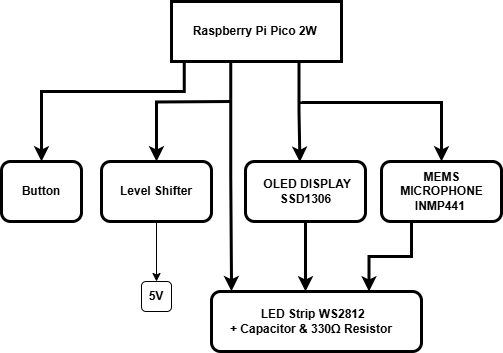 Raspberry Pi Pico 2W
Button
Level Shifter
OLED DISPLAY
SSD1306
MEMS
MICROPHONE
INMP441
5V
LED Strip WS2812
+ Capacitor & 330Ω Resistor